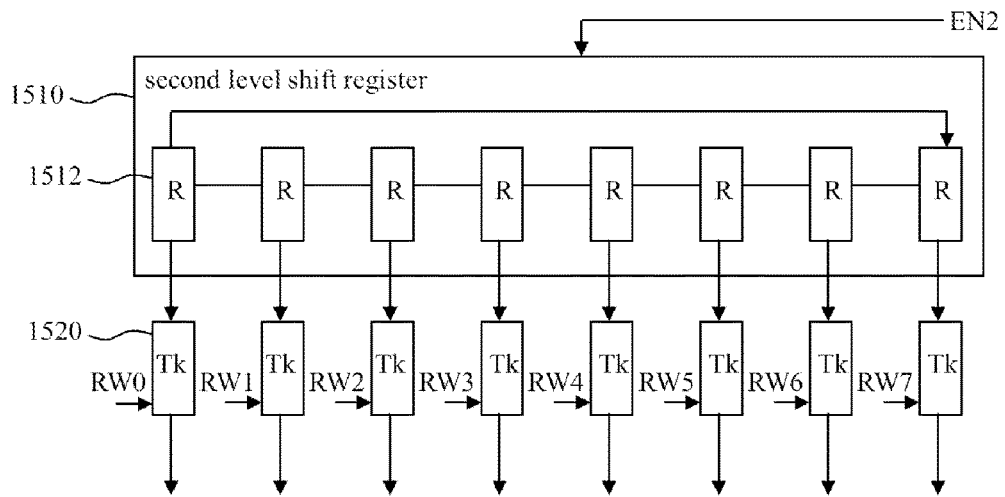 EN2
second level shift register
1510
1512
R R R R R R R R
1520
Tk Tk Tk Tk Tk Tk Tk Tk
RW0 RW1 RW2 RW3 RW4 RW5 RW6 RW7